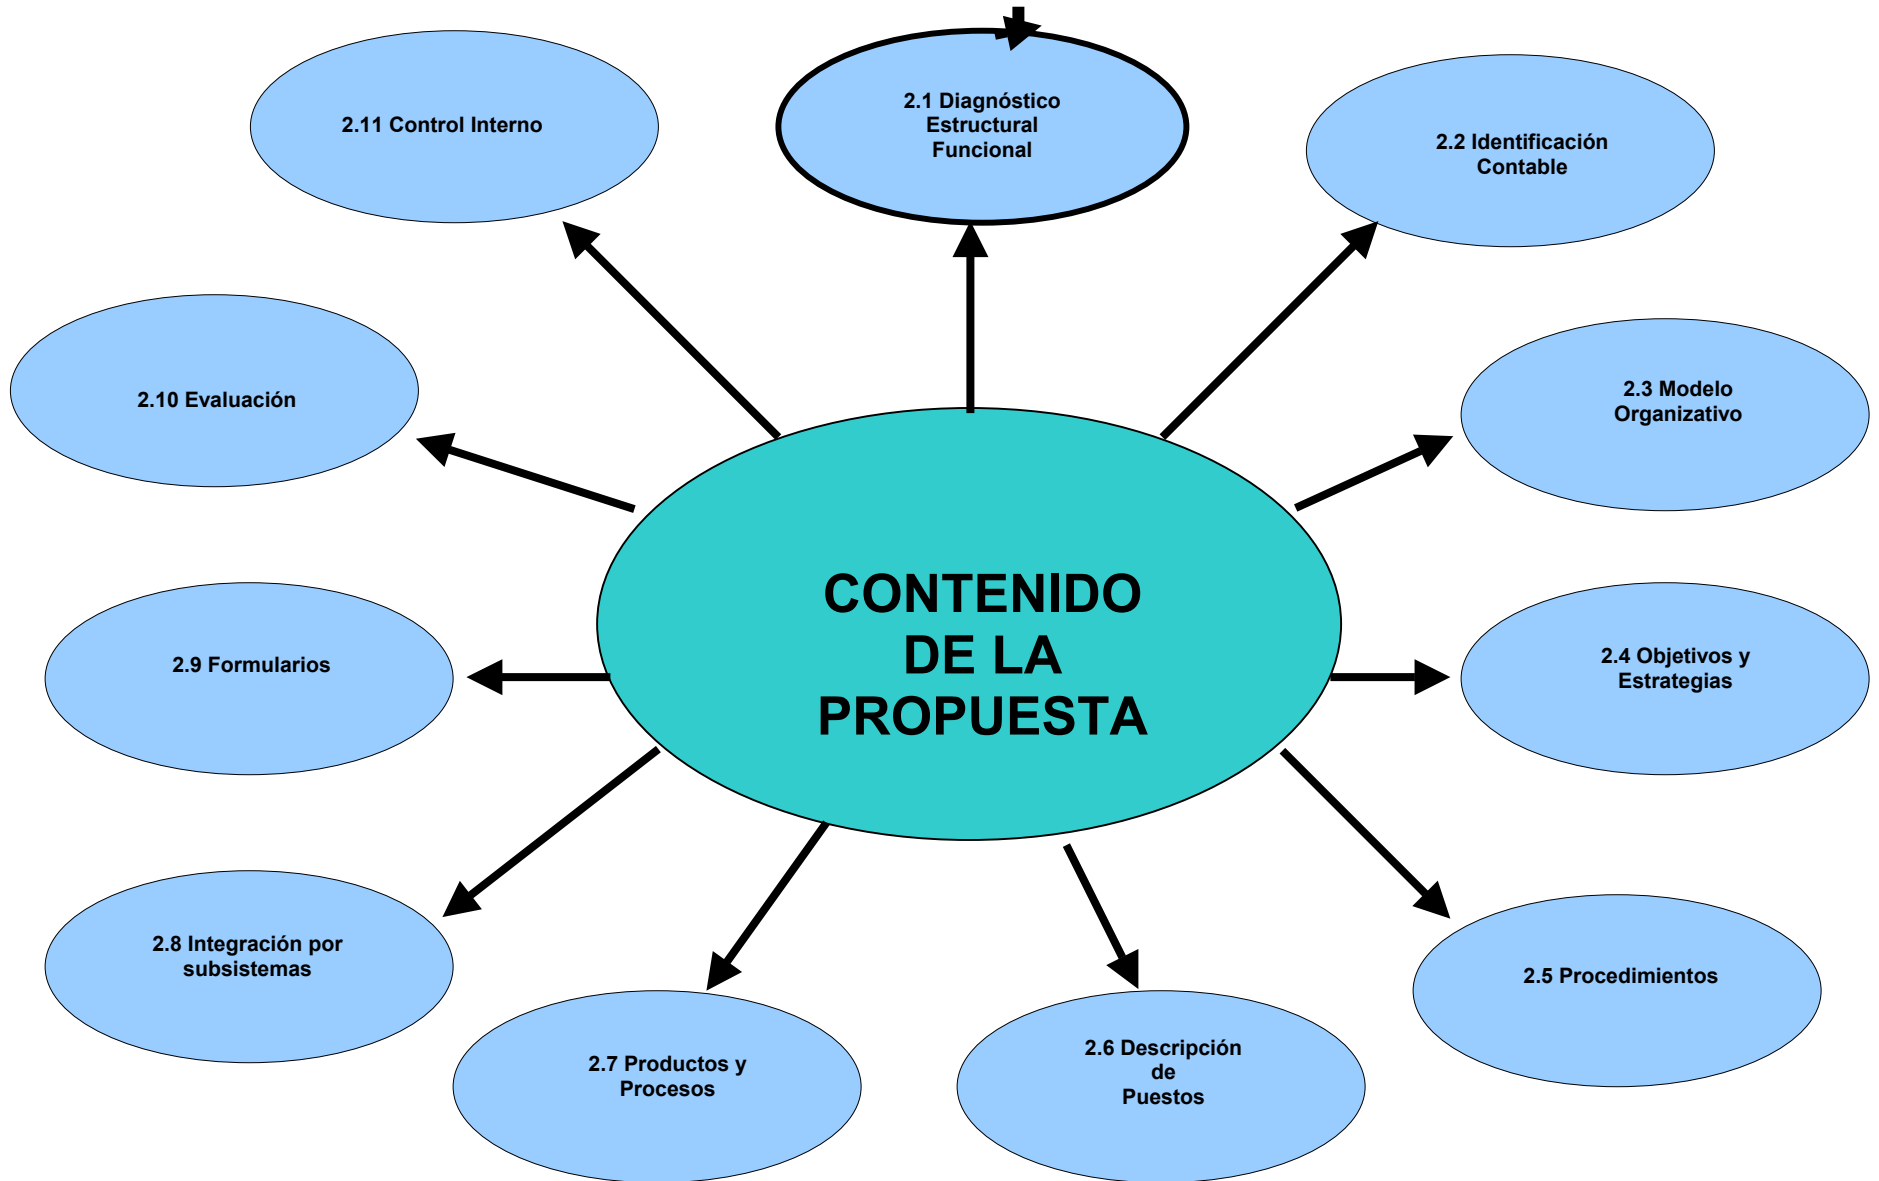 2.1 Diagnóstico
Estructural
Funcional
2.11 Control Interno
2.2 Identificación
Contable
2.10 Evaluación
2.3 Modelo
Organizativo
CONTENIDO
DE LA
PROPUESTA
2.9 Formularios
2.4 Objetivos y
Estrategias
2.8 Integración por
subsistemas
2.5 Procedimientos
2.7 Productos y
Procesos
2.6 Descripción
de
Puestos